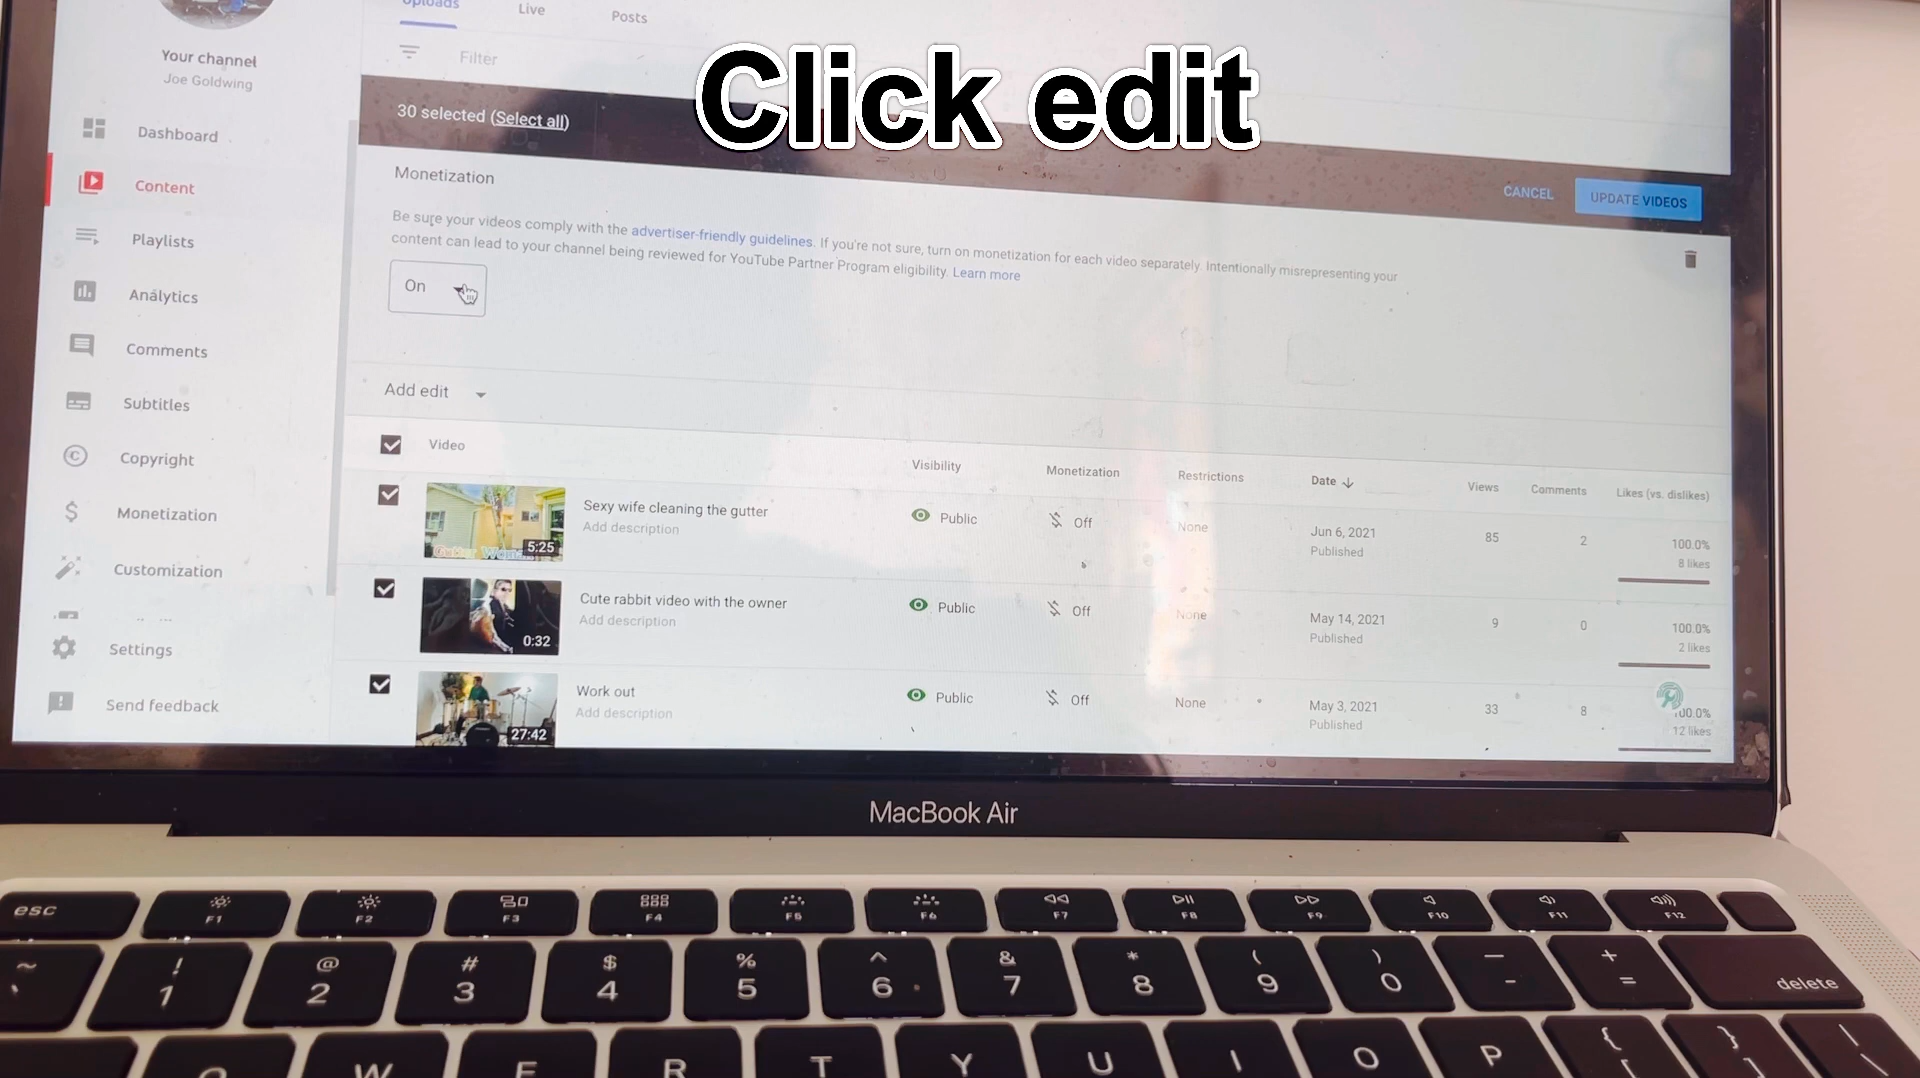 Uploads
Live
Posts
Click edit
Your channel
Joe Goldwing
Filter
30 selected (Select all)
CANCEL
UPDATE VIDEOS
Dashboard
Content
Playlists
Analytics
Comments
Subtitles
Copyright
Monetization
Customization
Settings
Send feedback
Monetization
Be sure your videos comply with the advertiser-friendly guidelines. If you're not sure, turn on monetization for each video separately. Intentionally misrepresenting your
content can lead to your channel being reviewed for YouTube Partner Program eligibility. Learn more
On
Add edit
Video
Visibility
Monetization
Restrictions
Date
Views
Comments
Likes (vs. dislikes)
Sexy wife cleaning the gutter
Add description
5:25
Public
Off
None
Jun 6, 2021
Published
85
2
100.0%
8 likes
Cute rabbit video with the owner
Add description
0:32
Public
Off
None
May 14, 2021
Published
9
0
100.0%
2 likes
Work out
Add description
27:42
Public
Off
None
May 3, 2021
Published
33
8
12 likes
MacBook Air
esc
F1
F2
F3
F4
F5
F6
F7
F8
F9
F10
F11
F12
~ ! @ # $ % ^ & * ( ) — +
` 1 2 3 4 5 6 7 8 9 0 - = delete
W E R T Y U I O P { }